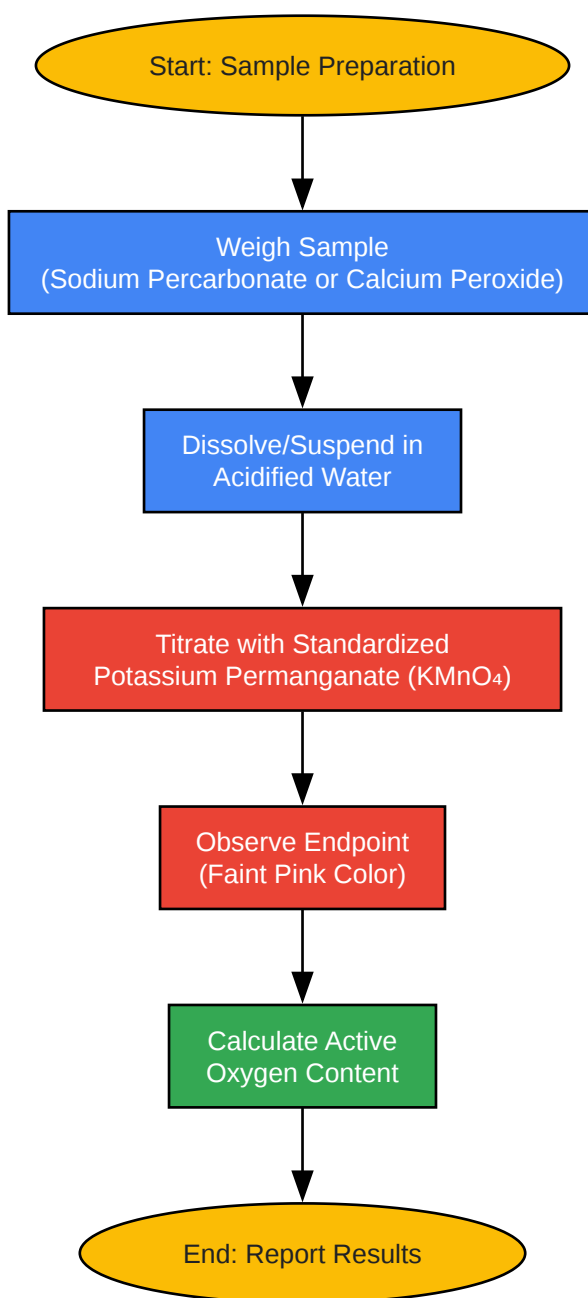 Start: Sample Preparation
Weigh Sample
(Sodium Percarbonate or Calcium Peroxide)
Dissolve/Suspend in
Acidified Water
Titrate with Standardized
Potassium Permanganate (KMnO₄)
Observe Endpoint
(Faint Pink Color)
Calculate Active
Oxygen Content
End: Report Results